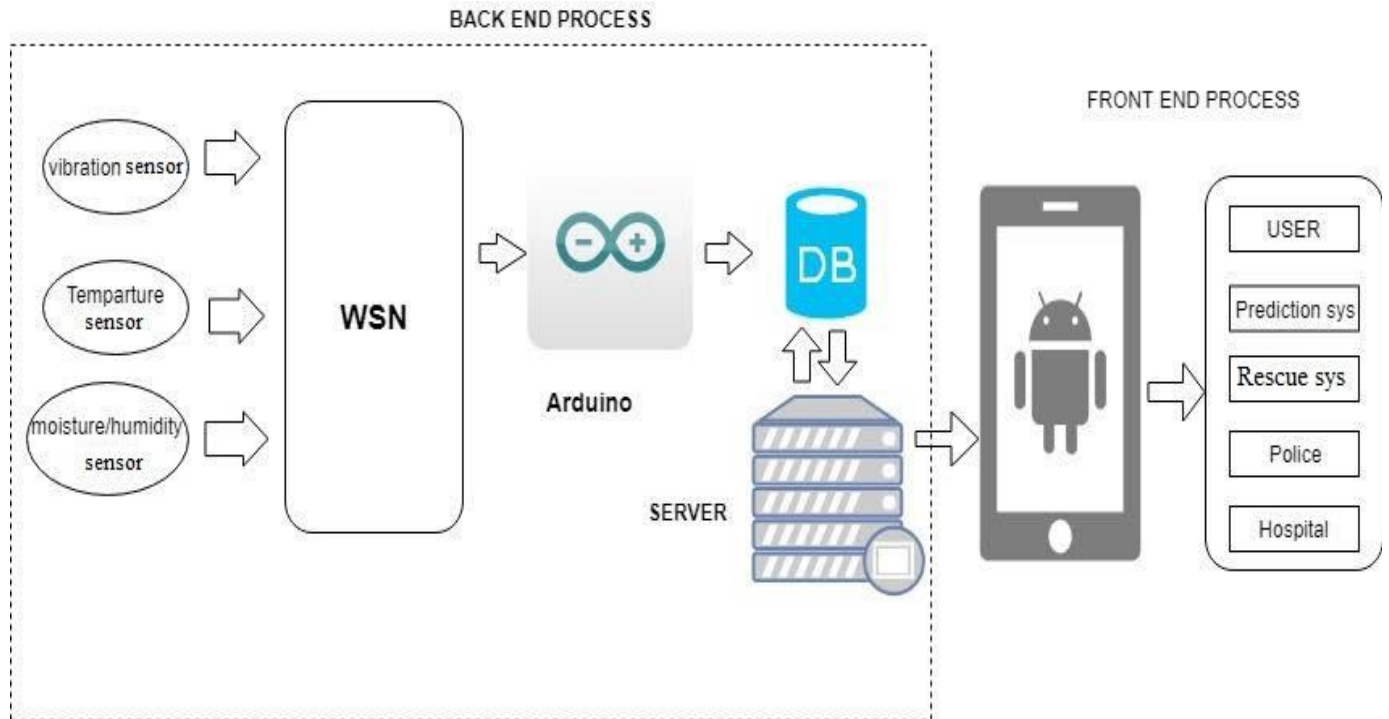 BACK END PROCESS
FRONT END PROCESS
vibration sensor
Temparture
sensor
moisture/humidity
sensor
WSN
Arduino
DB
SERVER
USER
Prediction sys
Rescue sys
Police
Hospital